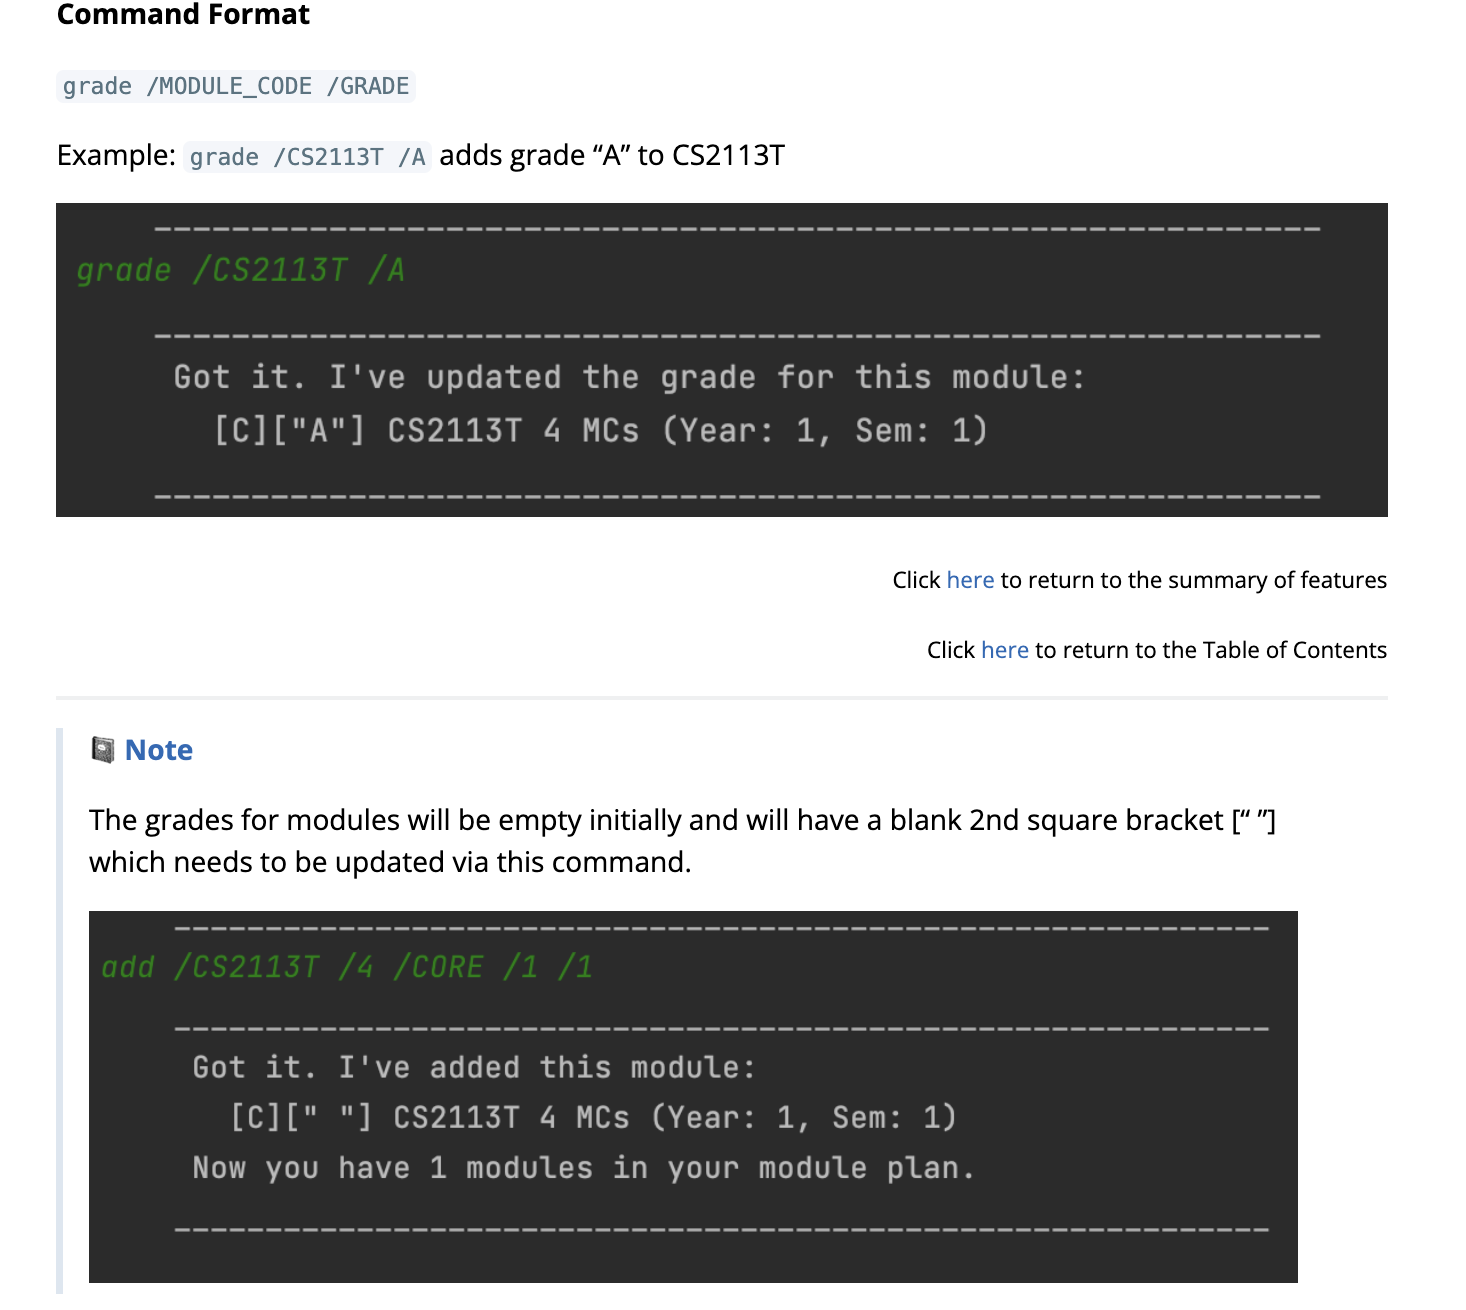 Command Format
grade /MODULE_CODE /GRADE
Example: grade /CS2113T /A adds grade “A” to CS2113T
____________________________________________________________
grade /CS2113T /A
____________________________________________________________
Got it. I've updated the grade for this module:
[C]["A"] CS2113T 4 MCs (Year: 1, Sem: 1)
____________________________________________________________
Click here to return to the summary of features
Click here to return to the Table of Contents
Note
The grades for modules will be empty initially and will have a blank 2nd square bracket [“ ”]
which needs to be updated via this command.
____________________________________________________________
add /CS2113T /4 /CORE /1 /1
____________________________________________________________
Got it. I've added this module:
[C][" "] CS2113T 4 MCs (Year: 1, Sem: 1)
Now you have 1 modules in your module plan.
____________________________________________________________